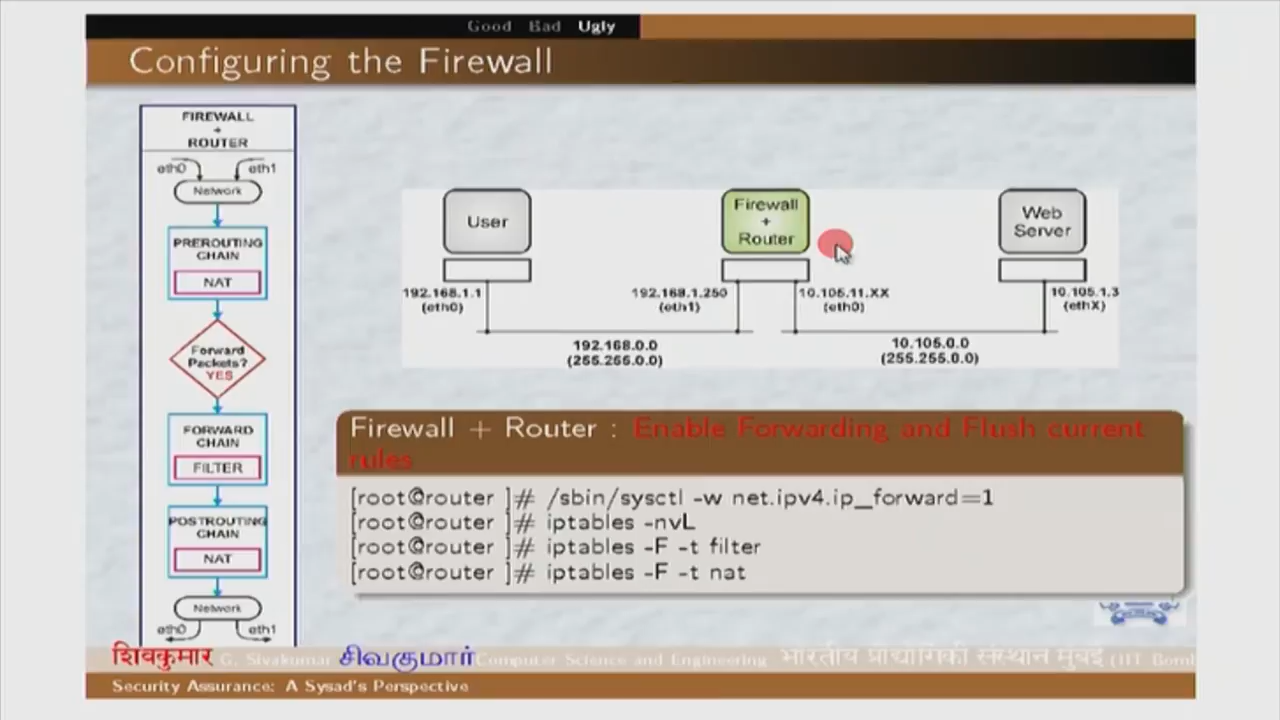 Good Bad Ugly
Configuring the Firewall
FIREWALL
+
ROUTER
eth0 eth1
Network
PREROUTING
CHAIN
NAT
Forward
Packets?
YES
FORWARD
CHAIN
FILTER
POSTROUTING
CHAIN
NAT
Network
eth0 eth1
User
Firewall
+
Router
Web
Server
192.168.1.1
(eth0)
192.168.1.250
(eth1)
10.105.11.XX
(eth0)
10.105.1.3
(ethX)
192.168.0.0
(255.255.0.0)
10.105.0.0
(255.255.0.0)
Firewall + Router : Enable Forwarding and Flush current
rules
[root@router ]# /sbin/sysctl -w net.ipv4.ip_forward=1
[root@router ]# iptables -nvL
[root@router ]# iptables -F -t filter
[root@router ]# iptables -F -t nat
शिवकुमार G. Sivakumar சிவகுமார் Computer Science and Engineering भारतीय प्रौद्योगिकी संस्थान मुंबई (IIT Bomb
Security Assurance: A Sysad's Perspective